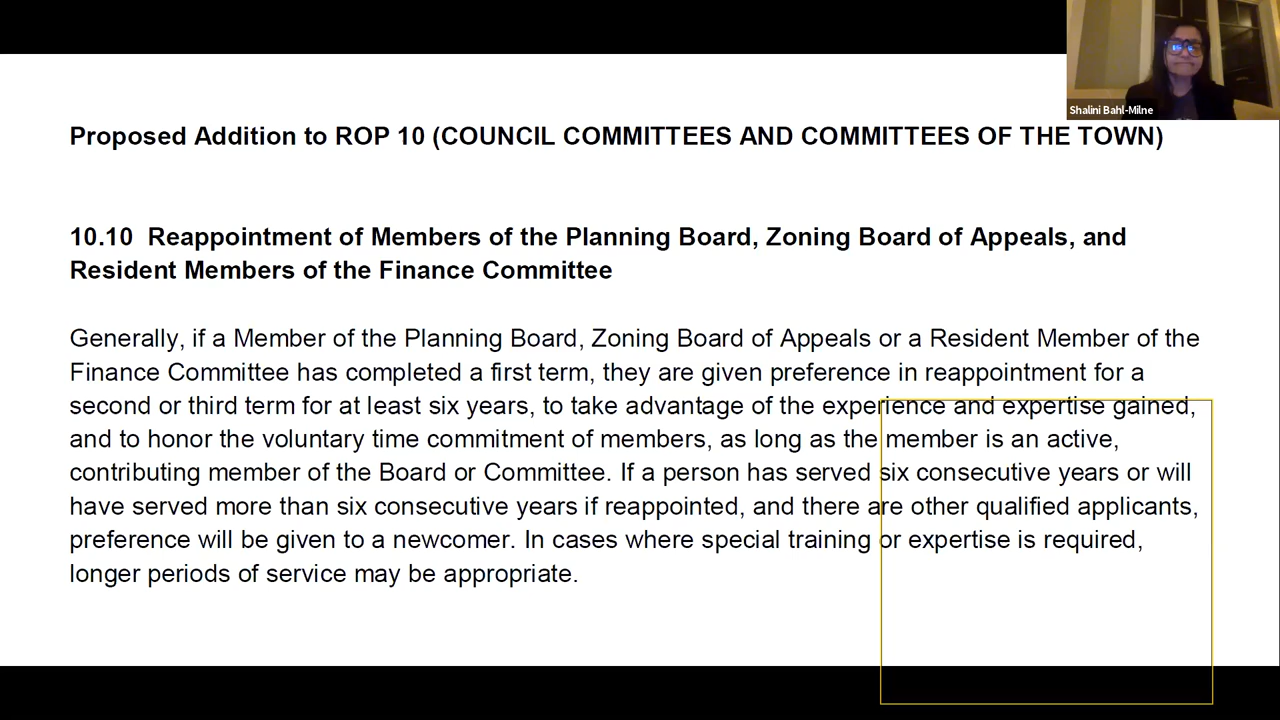 Shalini Bahl-Milne
Proposed Addition to ROP 10 (COUNCIL COMMITTEES AND COMMITTEES OF THE TOWN)
10.10 Reappointment of Members of the Planning Board, Zoning Board of Appeals, and
Resident Members of the Finance Committee
Generally, if a Member of the Planning Board, Zoning Board of Appeals or a Resident Member of the
Finance Committee has completed a first term, they are given preference in reappointment for a
second or third term for at least six years, to take advantage of the experience and expertise gained,
and to honor the voluntary time commitment of members, as long as the member is an active,
contributing member of the Board or Committee. If a person has served six consecutive years or will
have served more than six consecutive years if reappointed, and there are other qualified applicants,
preference will be given to a newcomer. In cases where special training or expertise is required,
longer periods of service may be appropriate.